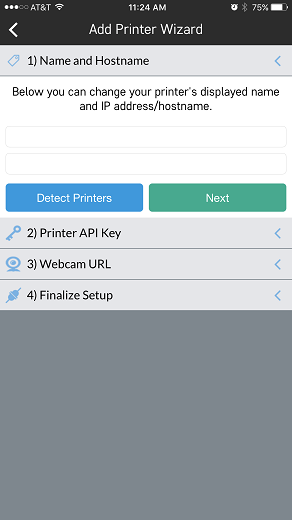 AT&T 11:24 AM 75%
Add Printer Wizard
1) Name and Hostname
Below you can change your printer's displayed name
and IP address/hostname.
Detect Printers Next
2) Printer API Key
3) Webcam URL
4) Finalize Setup